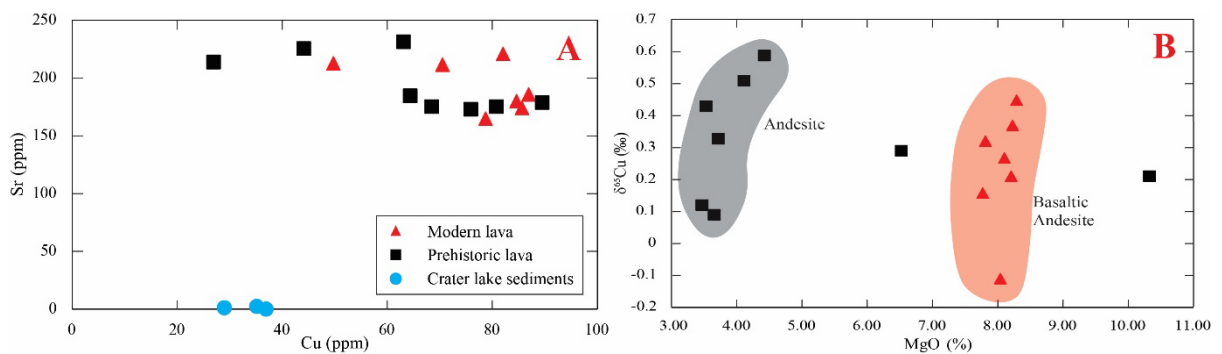 A
250
200
150
100
50
0
Sr (ppm)
Modern lava
Prehistoric lava
Crater lake sediments
0
20
40
60
80
100
Cu (ppm)
B
0.7
0.6
0.5
0.4
0.3
0.2
0.1
0
-0.1
-0.2
δ⁶⁵Cu (‰)
Andesite
Basaltic
Andesite
3.00
4.00
5.00
6.00
7.00
8.00
9.00
10.00
11.00
MgO (%)